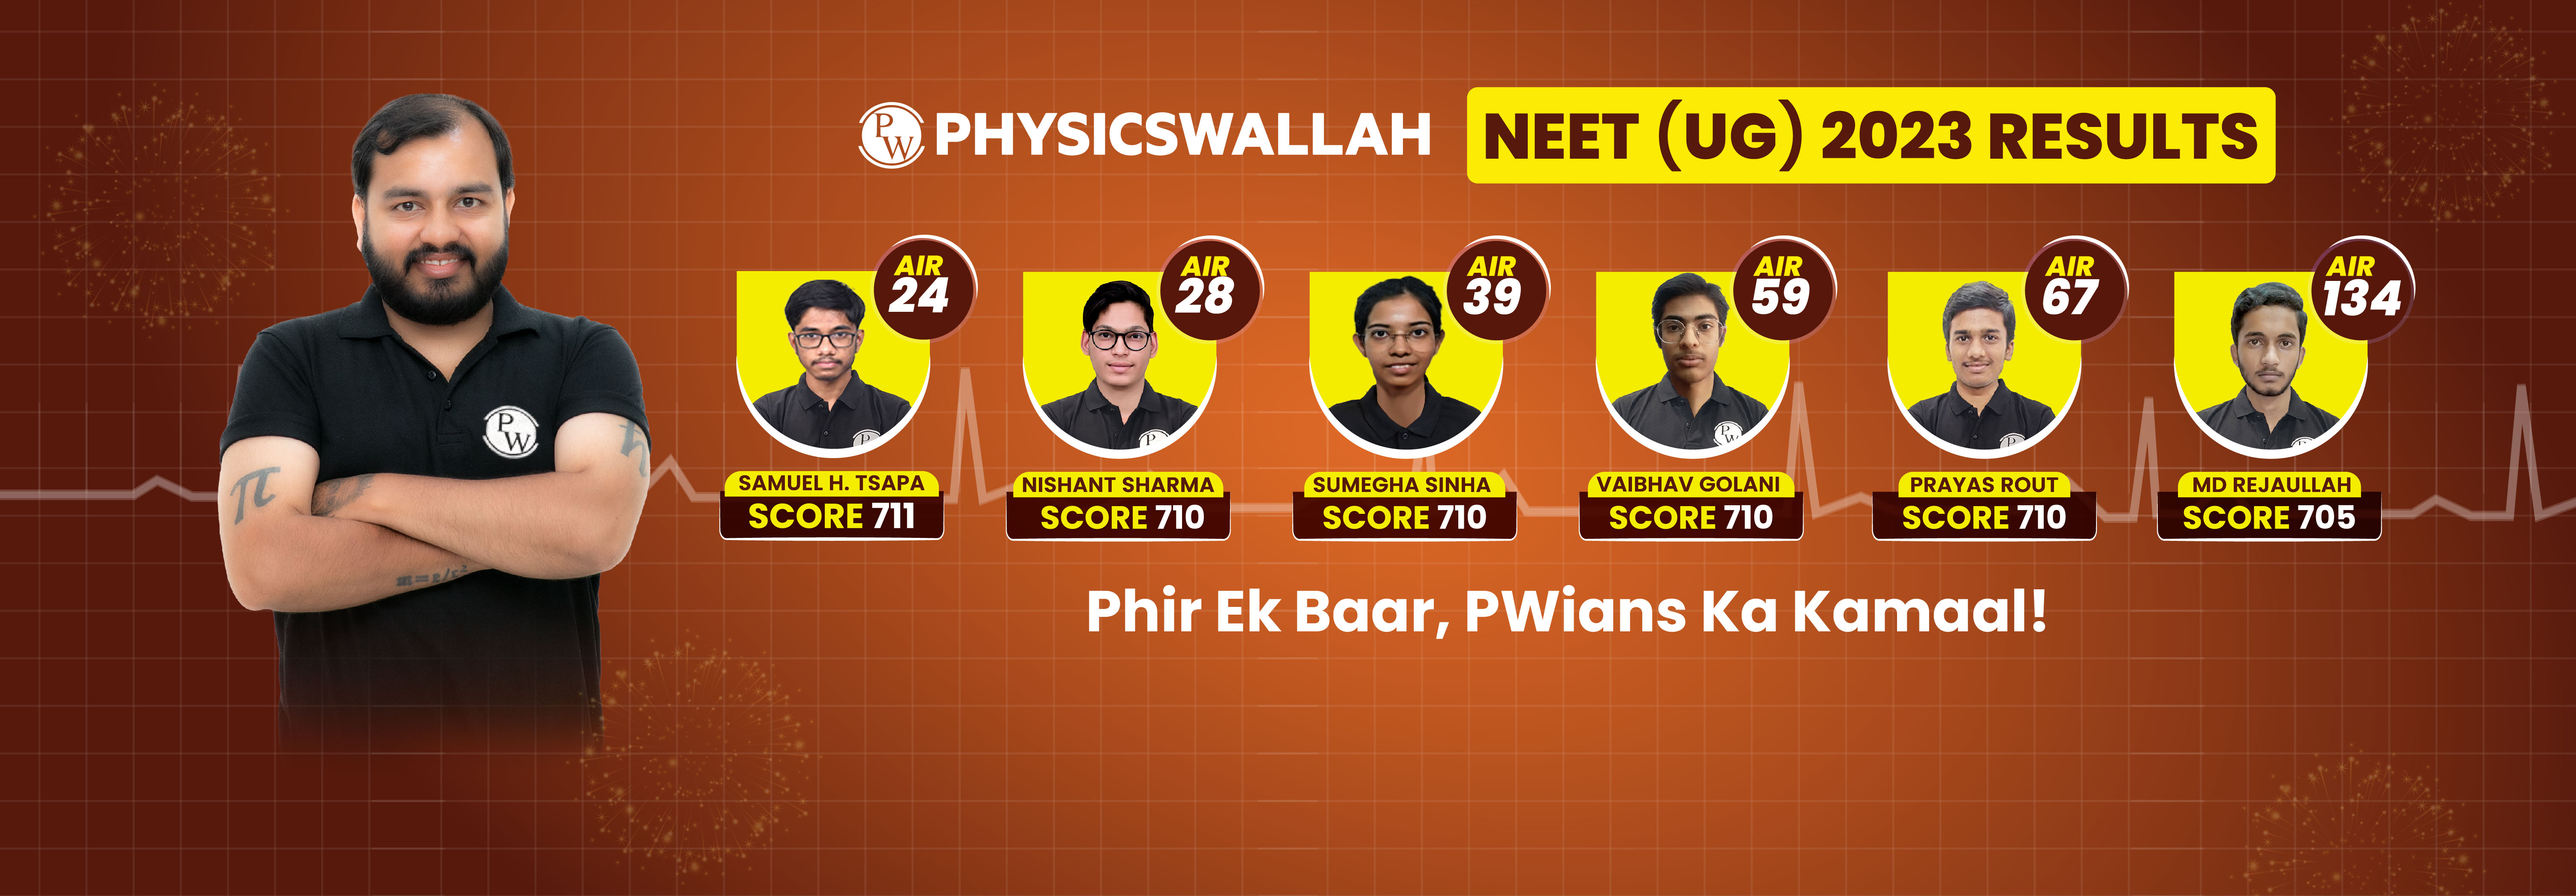 PW PHYSICSWALLAH NEET (UG) 2023 RESULTS
AIR 24
SAMUEL H. TSAPA
SCORE 711
AIR 28
NISHANT SHARMA
SCORE 710
AIR 39
SUMEGHA SINHA
SCORE 710
AIR 59
VAIBHAV GOLANI
SCORE 710
AIR 67
PRAYAS ROUT
SCORE 710
AIR 134
MD REJAULLAH
SCORE 705
Phir Ek Baar, PWians Ka Kamaal!
PW
π